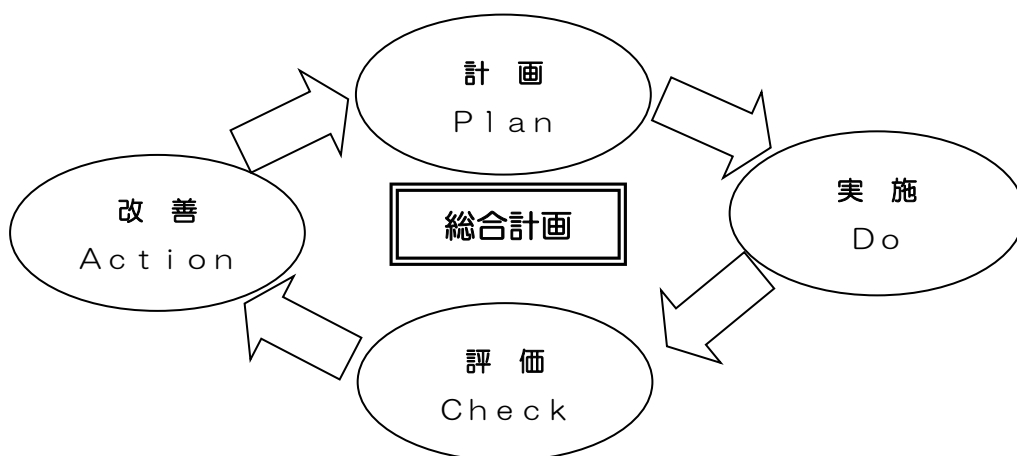 計　画
Ｐｌａｎ
実　施
Ｄｏ
評　価
Ｃｈｅｃｋ
改　善
Ａｃｔｉｏｎ
総合計画